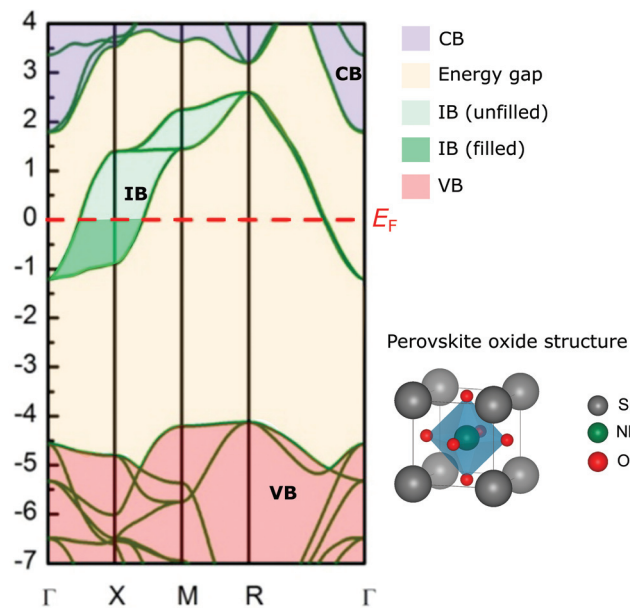 4
3
2
1
0
-1
-2
-3
-4
-5
-6
-7
Γ X M R Γ
CB
IB
VB
E_F
CB
Energy gap
IB (unfilled)
IB (filled)
VB
Perovskite oxide structure
S
O